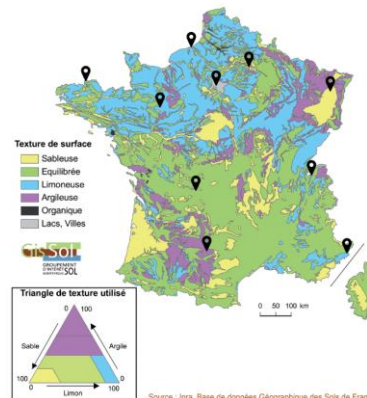 Texture de surface
Sableuse
Equilibrée
Limoneuse
Argileuse
Organique
Lacs, Villes
GisSol
GROUPEMENT
D'INTÉRÊT
SCIENTIFIQUE SOL
0 50 100 km
Triangle de texture utilisé
0 100
Sable
Argile
100 0
0 Limon 100
Source : Inra, Base de données Géographique des Sols de Fran